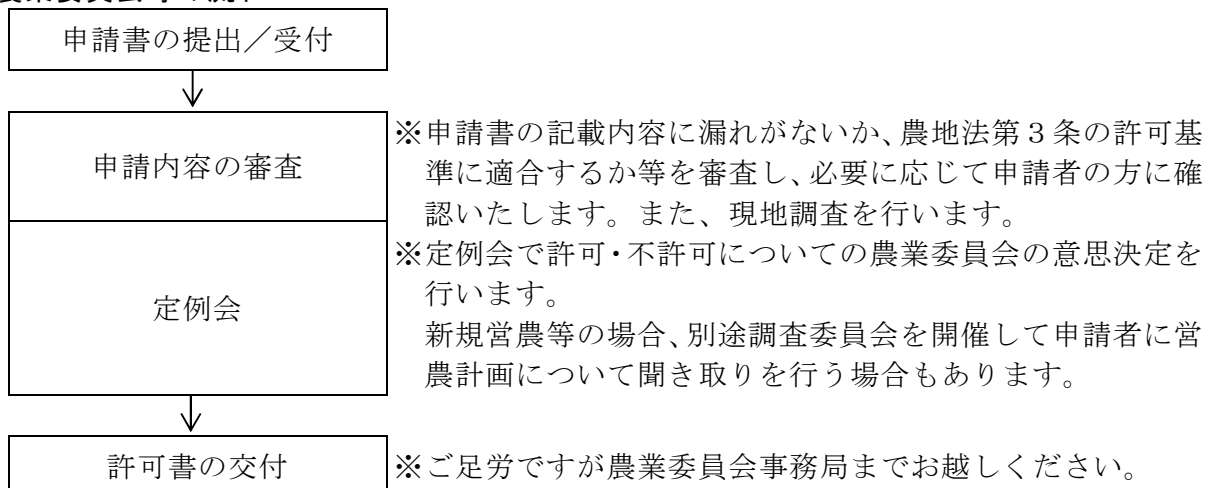 申請書の提出／受付
申請内容の審査
※申請書の記載内容に漏れがないか、農地法第３条の許可基
準に適合するか等を審査し、必要に応じて申請者の方に確
認いたします。また、現地調査を行います。
定例会
※定例会で許可・不許可についての農業委員会の意思決定を
行います。
新規営農等の場合、別途調査委員会を開催して申請者に営
農計画について聞き取りを行う場合もあります。
許可書の交付
※ご足労ですが農業委員会事務局までお越しください。